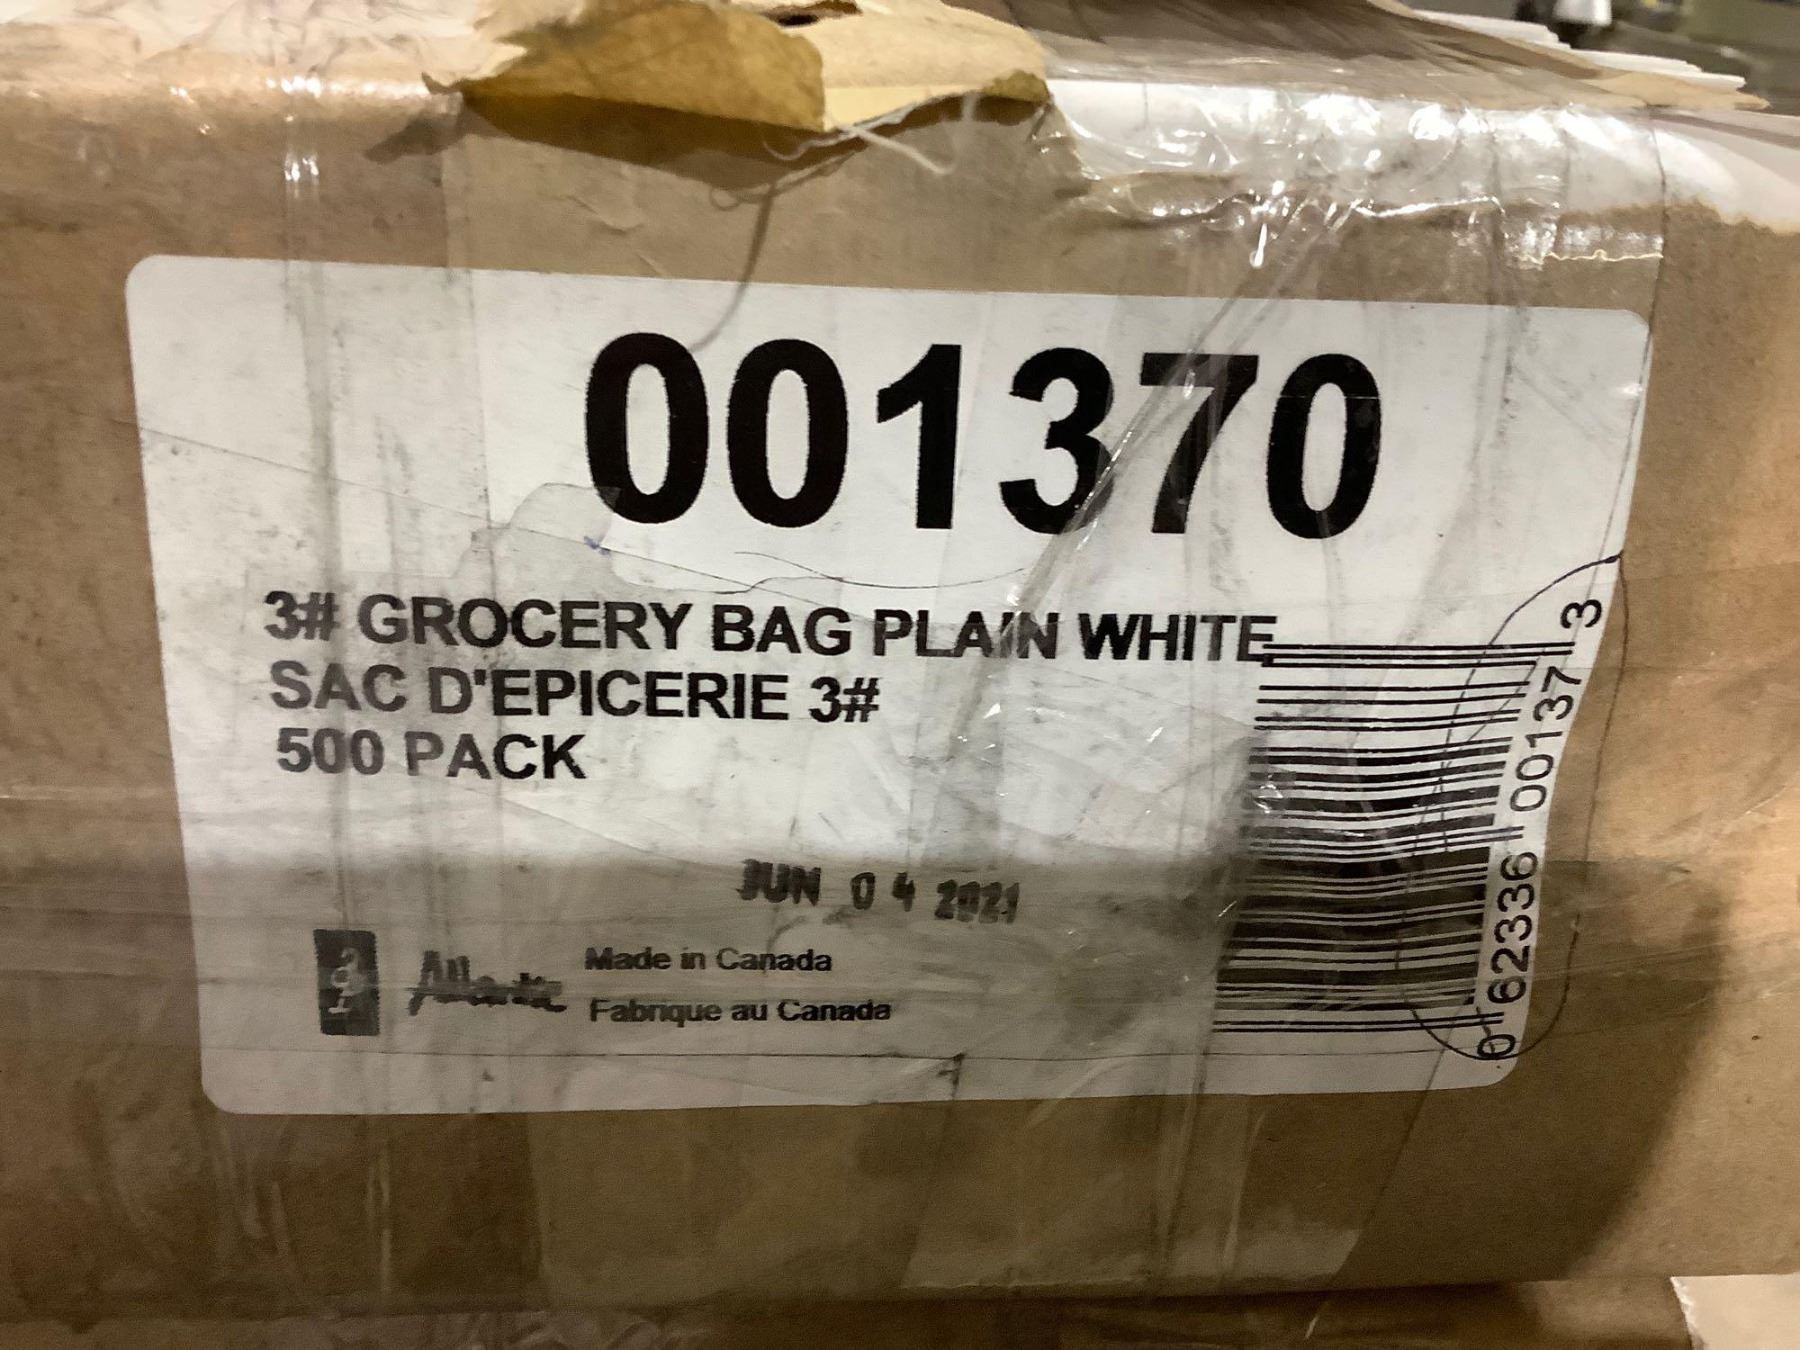 001370
3# GROCERY BAG PLAIN WHITE
SAC D'EPICERIE 3#
500 PACK
JUN 04 2021
Atlantic
Made in Canada
Fabrique au Canada
0 62336 00137 3